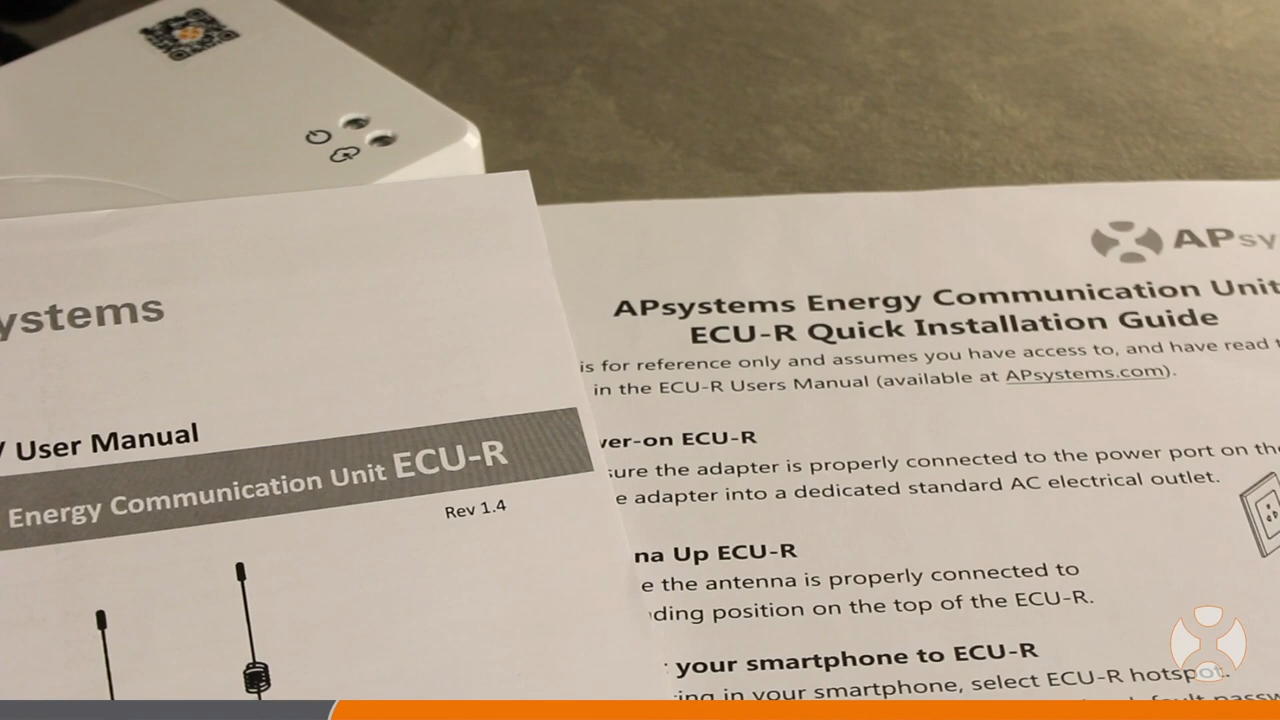 ystems
User Manual
Energy Communication Unit ECU-R
Rev 1.4
APsy
APsystems Energy Communication Unit
ECU-R Quick Installation Guide
is for reference only and assumes you have access to, and have read
in the ECU-R Users Manual (available at APsystems.com).
er-on ECU-R
sure the adapter is properly connected to the power port on the
e adapter into a dedicated standard AC electrical outlet.
na Up ECU-R
e the antenna is properly connected to
ding position on the top of the ECU-R.
your smartphone to ECU-R
ing in your smartphone, select ECU-R hotspot.